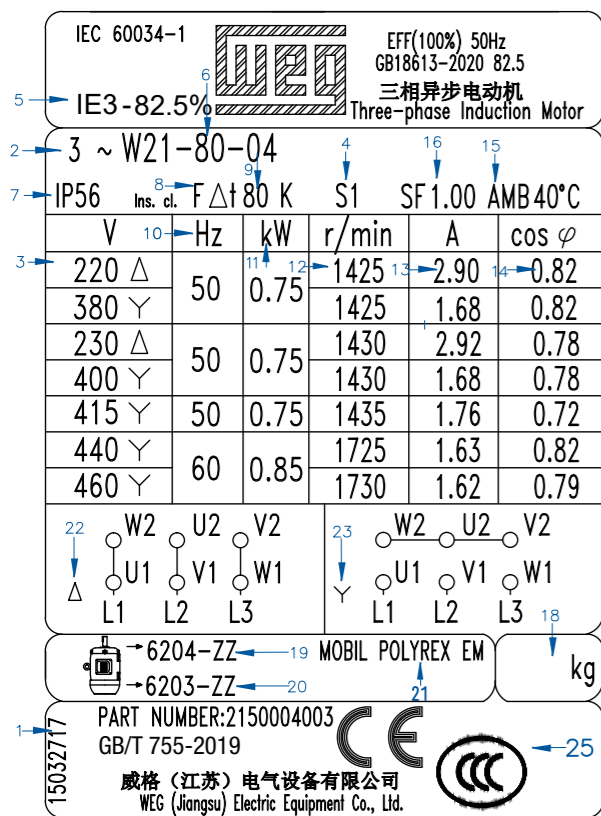 IEC 60034-1
WEG
EFF(100%) 50Hz
GB18613-2020 82.5
三相异步电动机
Three-phase Induction Motor
5 IE3-82.5% 6
2 3 ~ W21-80-04
7 IP56 Ins. cl. 8 F △t 9 80 K 4 S1 16 SF1.00 15 AMB40°C
V 10 Hz 11 kW r/min A cos φ
3 220 △ 50 0.75 12 1425 13 2.90 14 0.82
380 Y 1425 1.68 0.82
230 △ 50 0.75 1430 2.92 0.78
400 Y 1430 1.68 0.78
415 Y 50 0.75 1435 1.76 0.72
440 Y 60 0.85 1725 1.63 0.82
460 Y 1730 1.62 0.79
22 W2 U2 V2
△ U1 V1 W1
L1 L2 L3
23 W2 U2 V2
Y U1 V1 W1
L1 L2 L3
6204-ZZ 19 MOBIL POLYREX EM
6203-ZZ 20 21
18 kg
1 15032717
PART NUMBER:2150004003
GB/T 755-2019
CE
CCC 25
威格（江苏）电气设备有限公司
WEG (Jiangsu) Electric Equipment Co., Ltd.